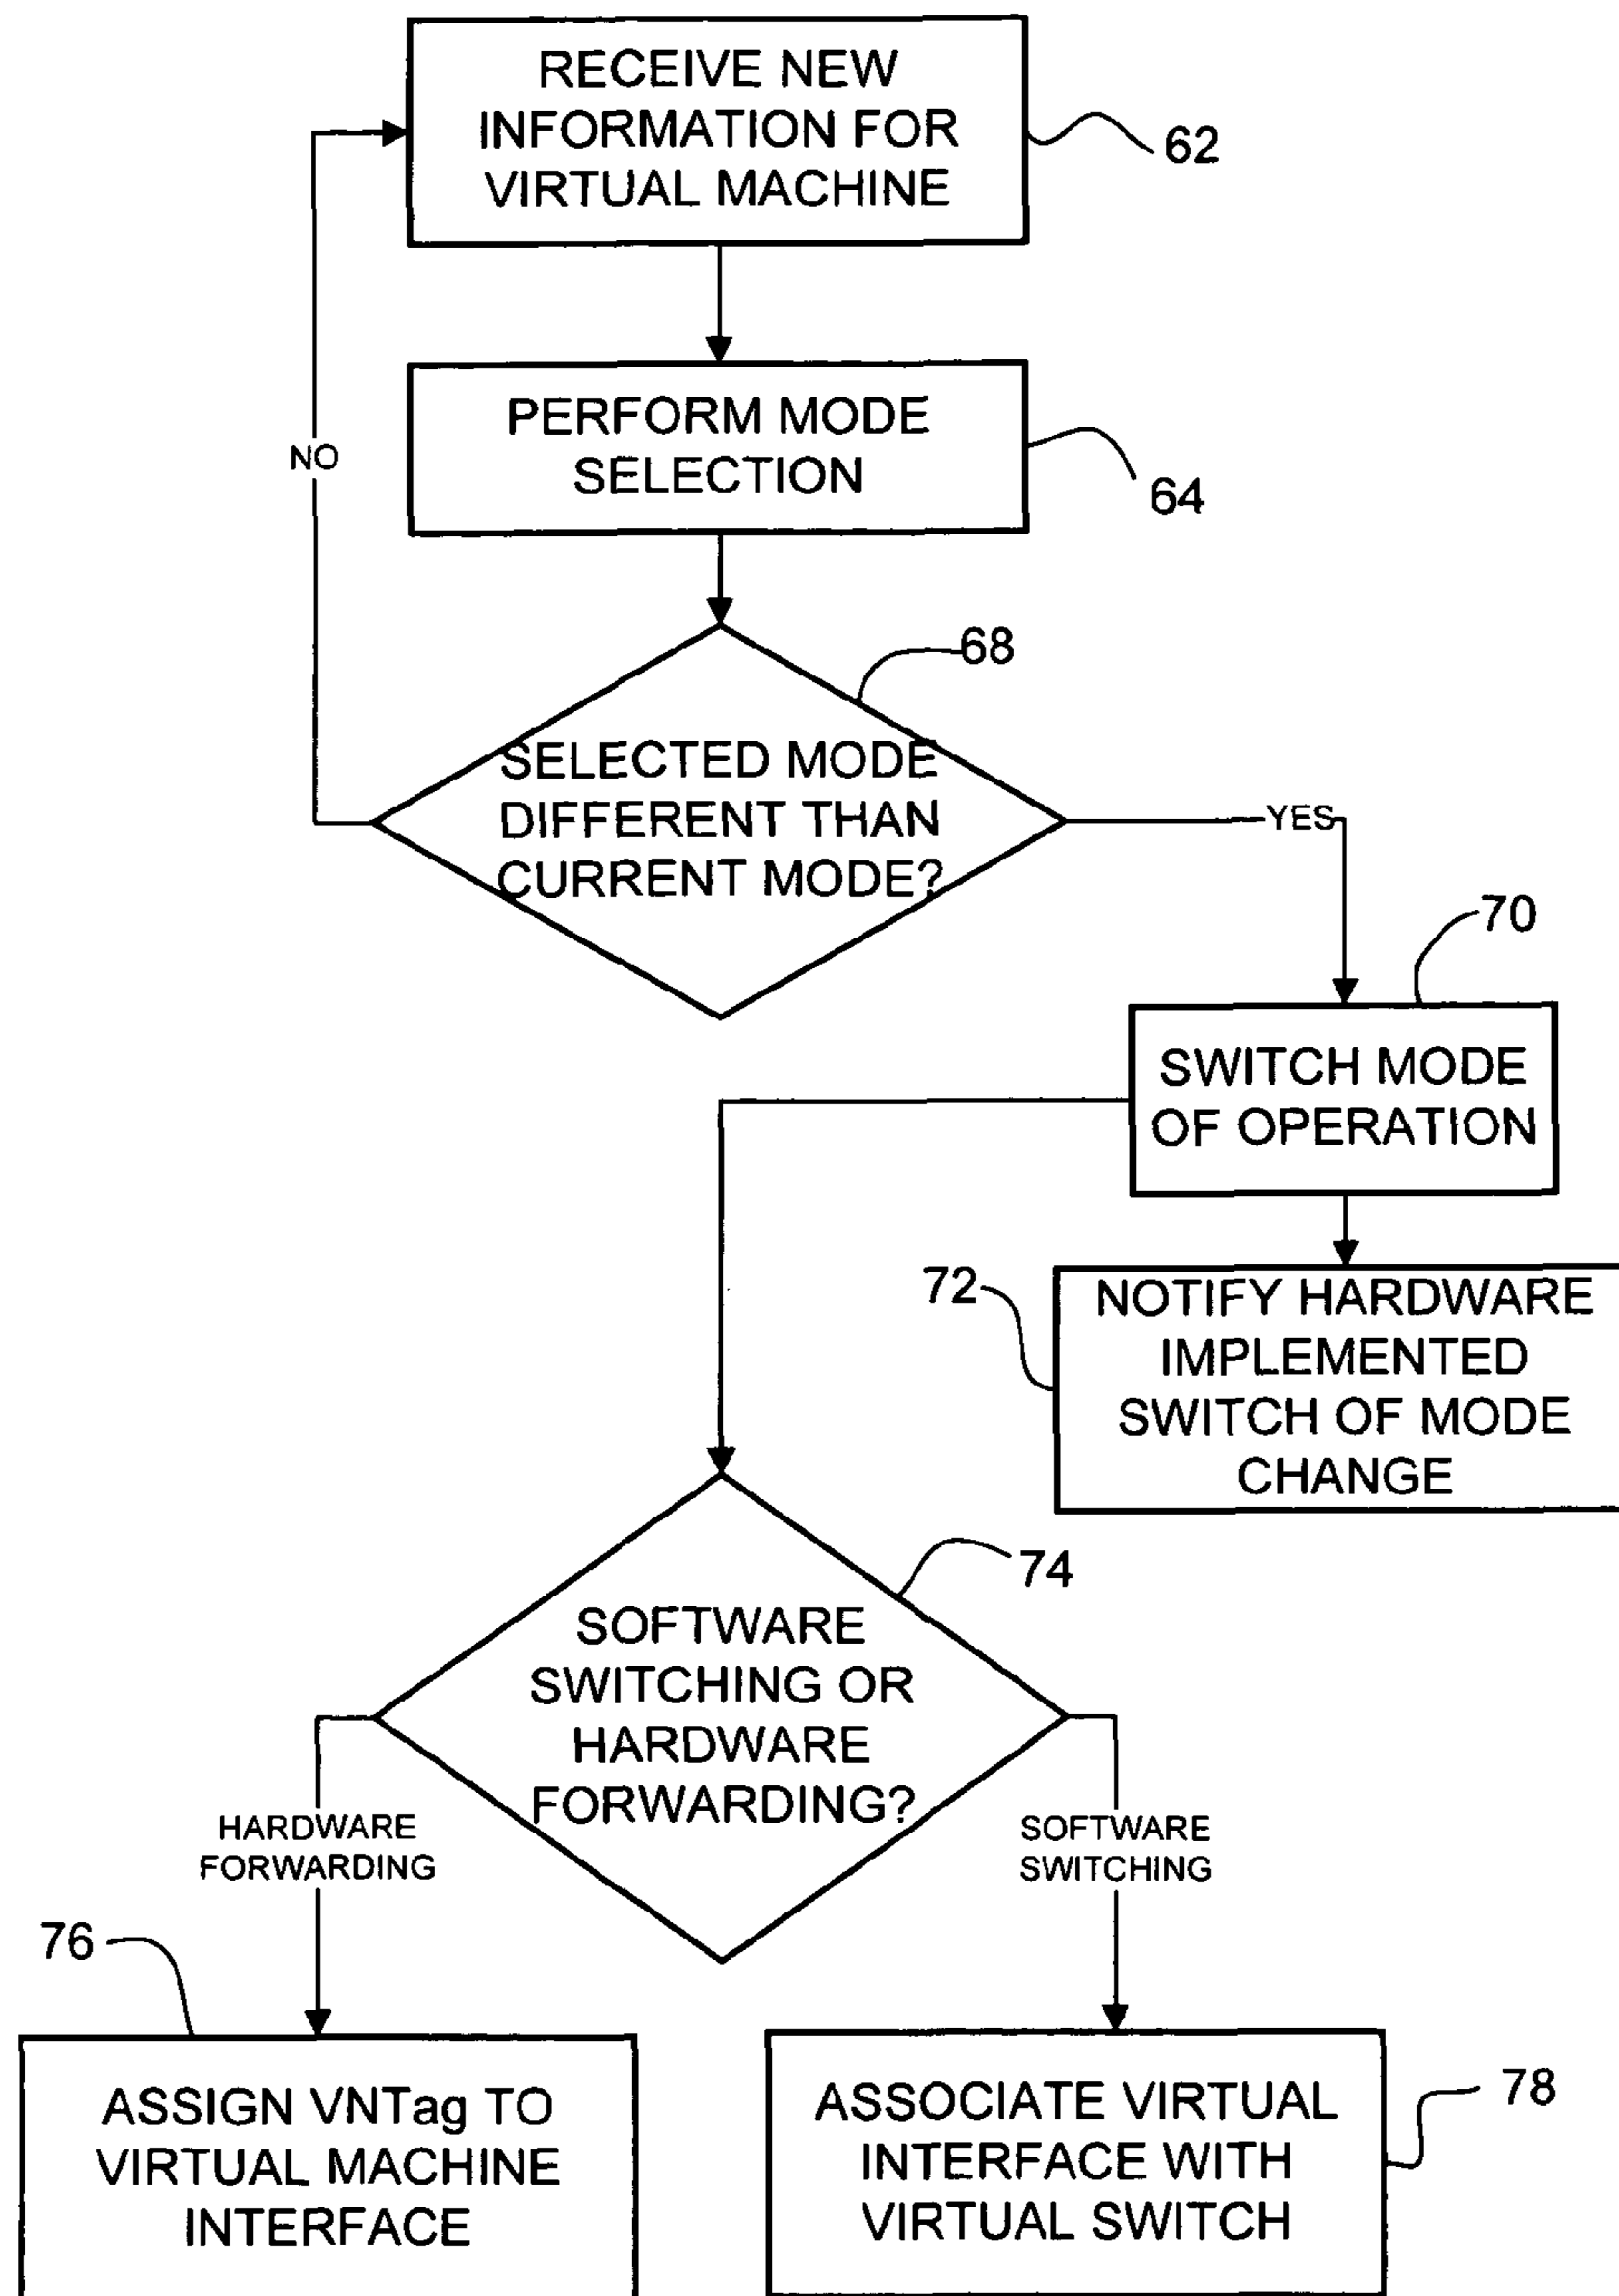 RECEIVE NEW
INFORMATION FOR
VIRTUAL MACHINE
62
PERFORM MODE
SELECTION
64
NO
68
SELECTED MODE
DIFFERENT THAN
CURRENT MODE?
YES
70
SWITCH MODE
OF OPERATION
72
NOTIFY HARDWARE
IMPLEMENTED
SWITCH OF MODE
CHANGE
74
SOFTWARE
SWITCHING OR
HARDWARE
FORWARDING?
HARDWARE
FORWARDING
SOFTWARE
SWITCHING
76
ASSIGN VNTag TO
VIRTUAL MACHINE
INTERFACE
78
ASSOCIATE VIRTUAL
INTERFACE WITH
VIRTUAL SWITCH